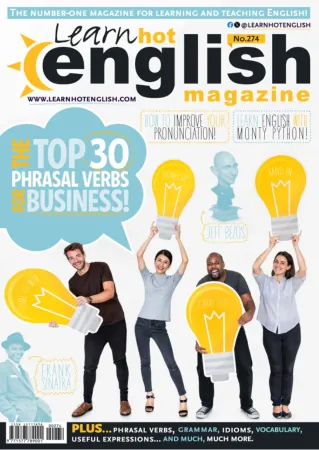 The number-one magazine for learning and teaching English!
@LEARNHOTENGLISH
No.274
Learn hot
english
magazine
www.learnhotenglish.com
HOW TO IMPROVE YOUR
PRONUNCIATION!
LEARN ENGLISH WITH
MONTY PYTHON!
THE TOP 30
PHRASAL VERBS
FOR BUSINESS!
JEFF BEZOS
FRANK
SINATRA
PLUS... PHRASAL VERBS, GRAMMAR, IDIOMS, VOCABULARY,
USEFUL EXPRESSIONS... AND MUCH, MUCH MORE.